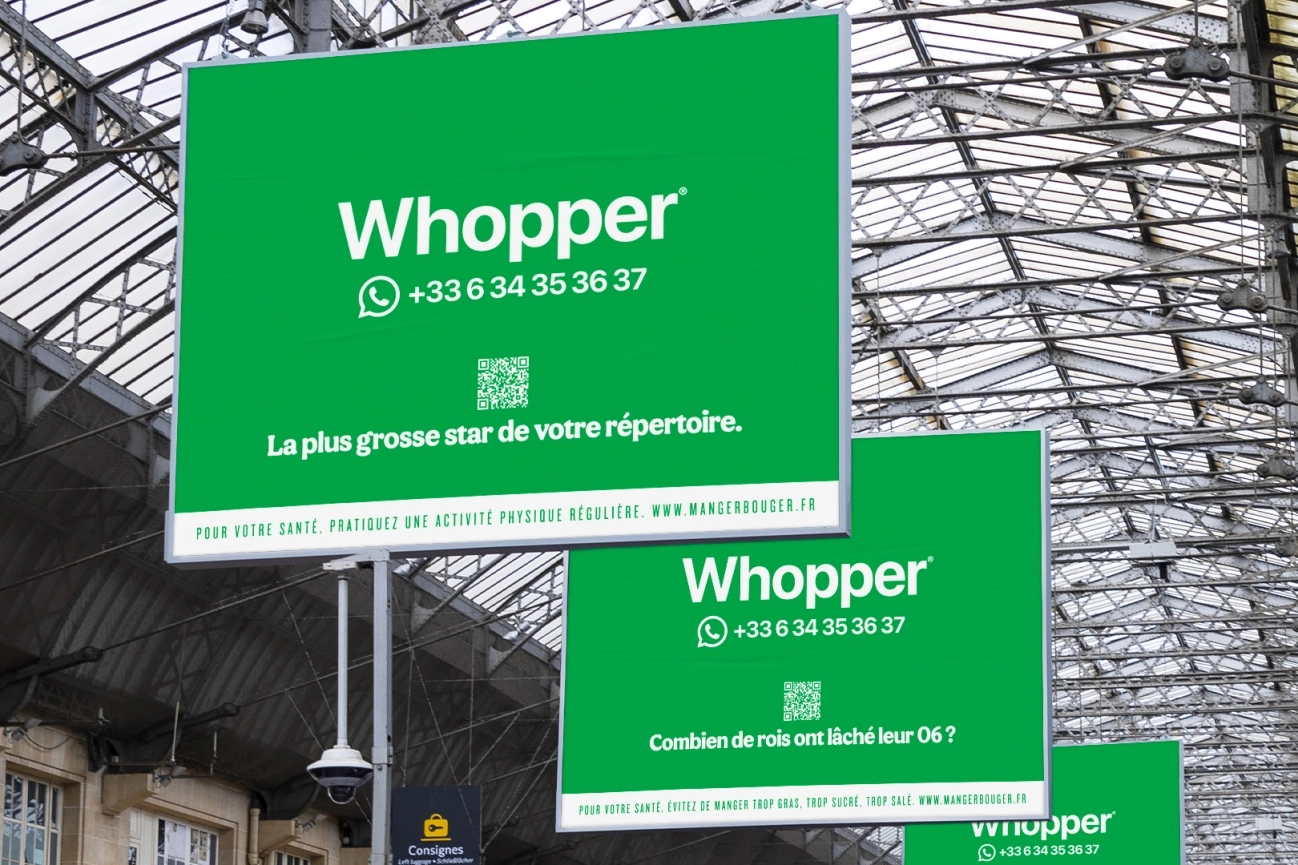 Whopper®
+33 6 34 35 36 37
La plus grosse star de votre répertoire.
POUR VOTRE SANTÉ, PRATIQUEZ UNE ACTIVITÉ PHYSIQUE RÉGULIÈRE. WWW.MANGERBOUGER.FR
Whopper®
+33 6 34 35 36 37
Combien de rois ont lâché leur 06 ?
POUR VOTRE SANTÉ, ÉVITEZ DE MANGER TROP GRAS, TROP SUCRÉ, TROP SALÉ. WWW.MANGERBOUGER.FR
Whopper®
+33 6 34 35 36 37
Consignes
Left luggage • Schließfächer